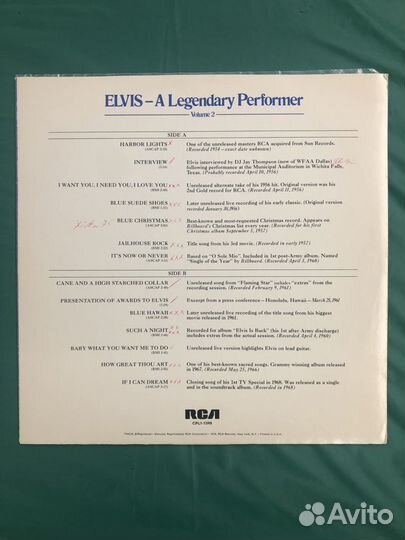 ELVIS – A Legendary Performer
Volume 2
SIDE A
HARBOR LIGHTS One of the earliest masters RCA acquired from Sun Records.
(ASCAP 2:35) (Recorded 1954 – exact date unknown)
INTERVIEW Elvis interviewed by DJ Jay Thompson (now of WFAA Dallas)
following performance at the Municipal Auditorium in Wichita Falls,
Texas. (Probably recorded April 10, 1956)
I WANT YOU, I NEED YOU, I LOVE YOU Unreleased alternate take of his 1956 hit. Original version was his
2nd Gold record for RCA. (Recorded April 11, 1956)
BLUE SUEDE SHOES Later unreleased live recording of his early classic. (Original version
recorded January 30, 1956)
BLUE CHRISTMAS Best-known and most-requested Christmas record. Appears on
Billboard's Christmas list every year. (Recorded for his first
Christmas album September 5, 1957)
JAILHOUSE ROCK Title song from his 3rd movie. (Recorded in early 1957)
IT'S NOW OR NEVER Based on "O Sole Mio". Included in 1st post-Army album. Named
"Single of the Year" by Billboard. (Recorded April 3, 1960)
SIDE B
CANE AND A HIGH STARCHED COLLAR Unreleased song from "Flaming Star" includes "extras" from the
recording session. (Recorded February 9, 1961)
PRESENTATION OF AWARDS TO ELVIS Excerpt from a press conference–Honolulu, Hawaii–March 25, 1961
BLUE HAWAII Later unreleased live recording of the title song from his biggest
movie released in 1961.
SUCH A NIGHT Recorded for album "Elvis Is Back" (his 1st after Army discharge)
includes extras from the actual session. (Recorded April 4, 1960)
BABY WHAT YOU WANT ME TO DO Unreleased live version highlights Elvis on lead guitar.
HOW GREAT THOU ART One of his best-known sacred songs. Grammy winning album released
in 1967. (Recorded May 25, 1966)
IF I CAN DREAM Closing song of his 1st TV Special in 1968. Was released as a single
and in the soundtrack album. (Recorded in 1968)
RCA
CPL1-1349
Avito